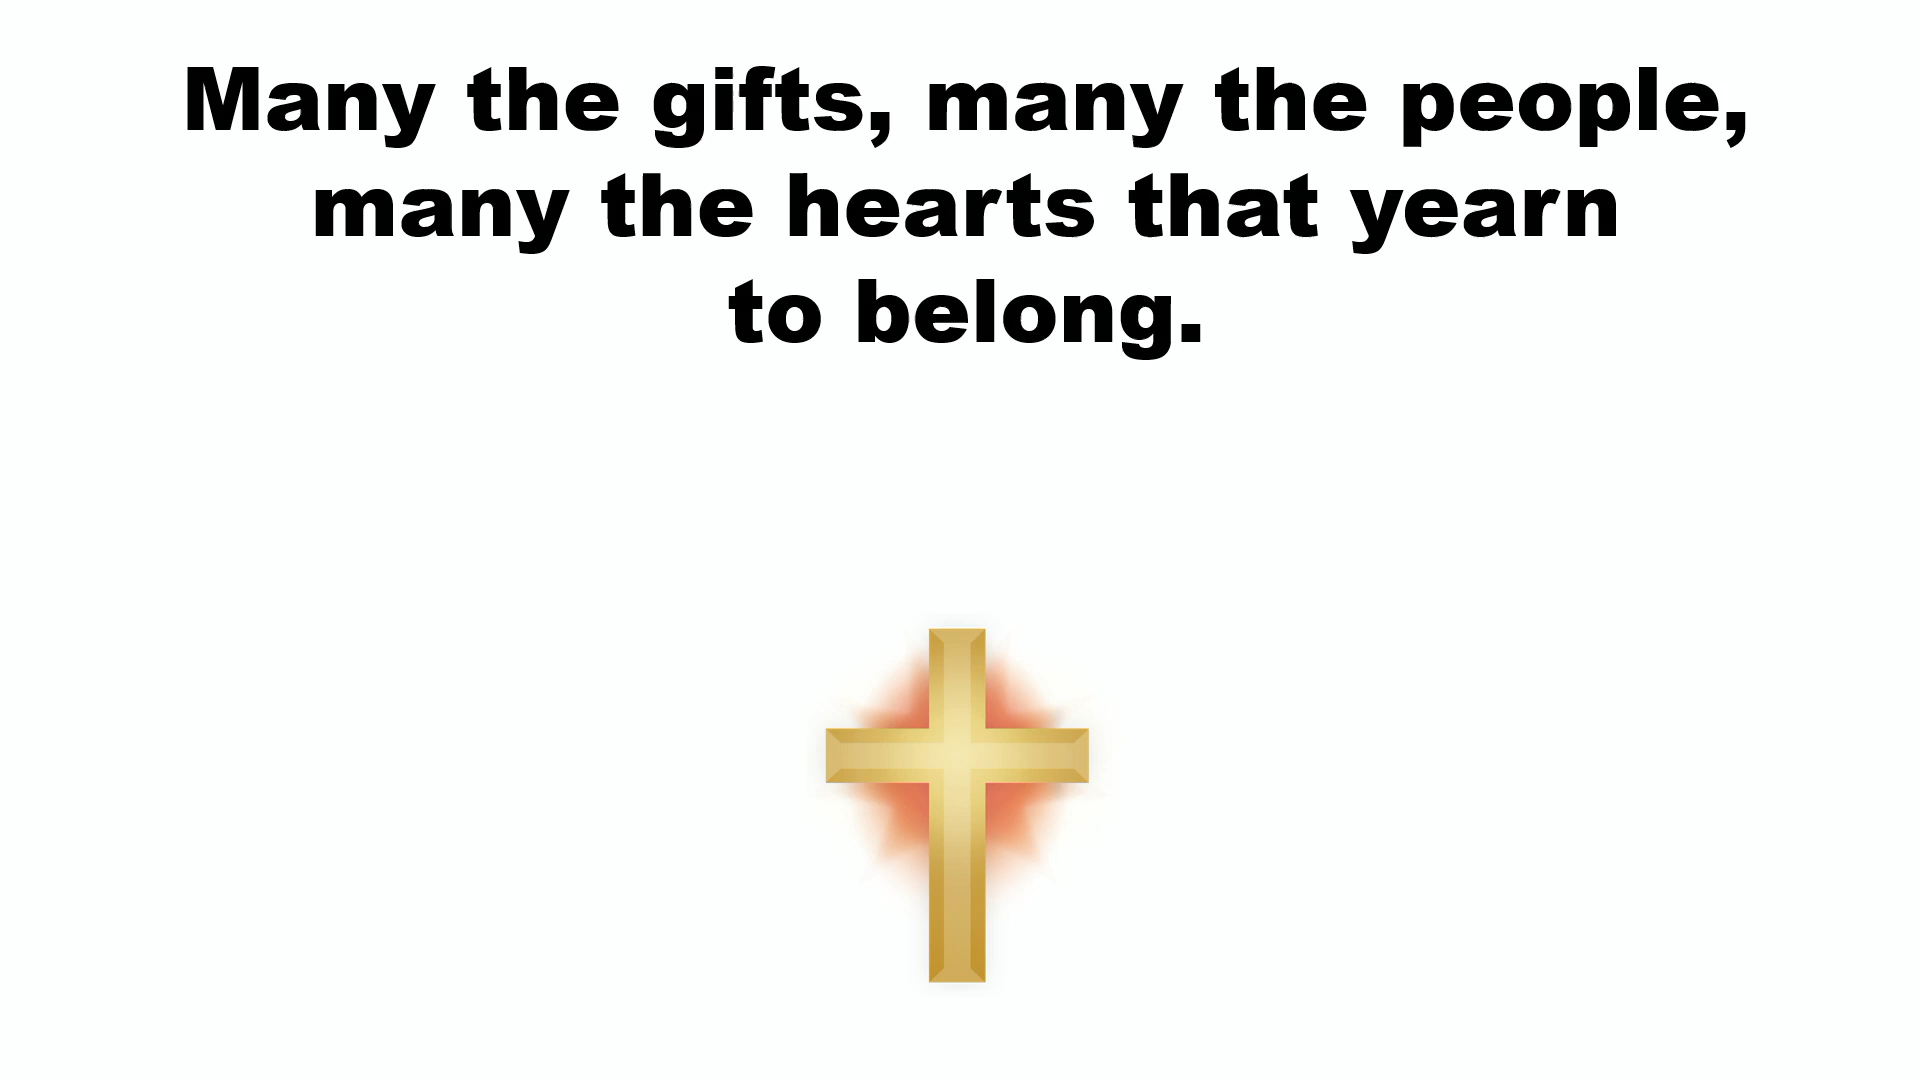 Many the gifts, many the people,
many the hearts that yearn
to belong.